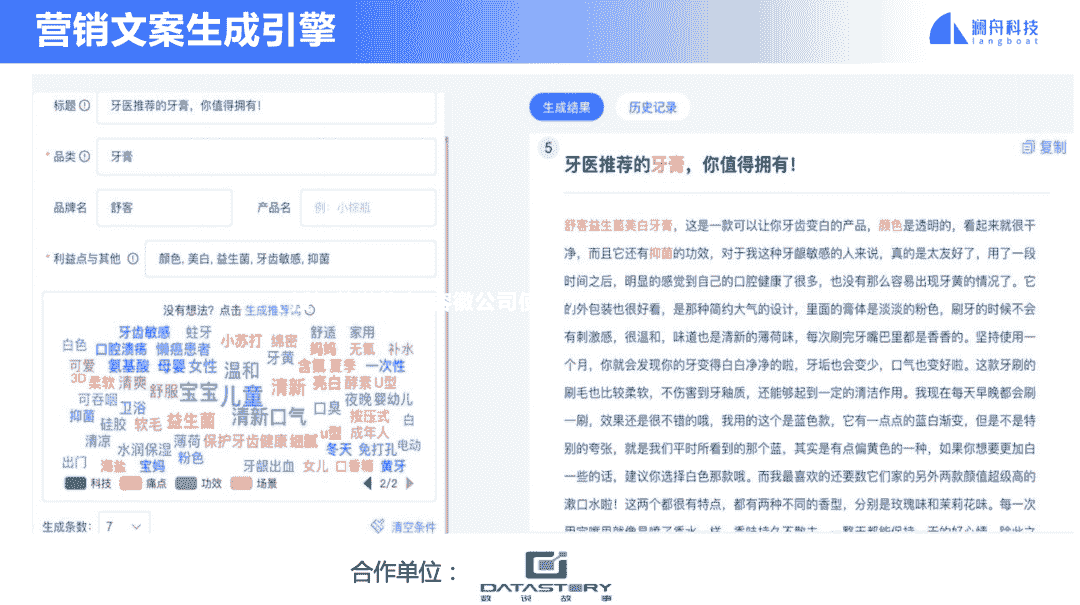 营销文案生成引擎
澜舟科技
langboat
标题 牙医推荐的牙膏，你值得拥有！
* 品类 牙膏
品牌名 舒客 产品名 例：小棕瓶
* 利益点与其他 颜色, 美白, 益生菌, 牙齿敏感, 抑菌
没有想法？点击 生成推荐词
牙齿敏感 蛀牙 小苏打 绵密 舒适 家用
白色 口腔溃疡 懒癌患者 牙黄 妈妈 无氟 补水
可爱 氨基酸 母婴 女性 温和 含氟 夏季 一次性
3D 柔软 清爽 舒服 宝宝 儿童 清新 亮白 酵素 U型
可吞咽 卫浴 夜晚 婴幼儿
抑菌 硅胶 软毛 益生菌 清新口气 口臭 按压式 白
清凉 水润保湿 薄荷 保护牙齿健康 细腻 u型 成年人
粉色 冬天 免打孔 电动
出门 海盐 宝妈 牙龈出血 女儿 口香糖 黄牙
科技 痛点 功效 场景 2/2
生成条数： 7 清空条件
生成结果 历史记录
5 复制
牙医推荐的牙膏，你值得拥有！
舒客益生菌美白牙膏，这是一款可以让你牙齿变白的产品，颜色是透明的，看起来就很干
净，而且它还有抑菌的功效，对于我这种牙龈敏感的人来说，真的是太友好了，用了一段
时间之后，明显的感觉到自己的口腔健康了很多，也没有那么容易出现牙黄的情况了。它
的外包装也很好看，是那种简约大气的设计，里面的膏体是淡淡的粉色，刷牙的时候不会
有刺激感，很温和，味道也是清新的薄荷味，每次刷完牙嘴巴里都是香香的。坚持使用一
个月，你就会发现你的牙变得白白净净的啦，牙垢也会变少，口气也变好啦。这款牙刷的
刷毛也比较柔软，不伤害到牙釉质，还能够起到一定的清洁作用。我现在每天早晚都会刷
一刷，效果还是很不错的哦，我用的这个是蓝色款，它有一点点的蓝白渐变，但是不是特
别的夸张，就是我们平时所看到的那个蓝，其实是有点偏黄色的一种，如果你想要更加白
一些的话，建议你选择白色那款哦。而我最喜欢的还要数它们家的另外两款颜值超级高的
漱口水啦！这两个都很有特点，都有两种不同的香型，分别是玫瑰味和茉莉花味。每一次
合作单位：
DATASTORY
数说故事